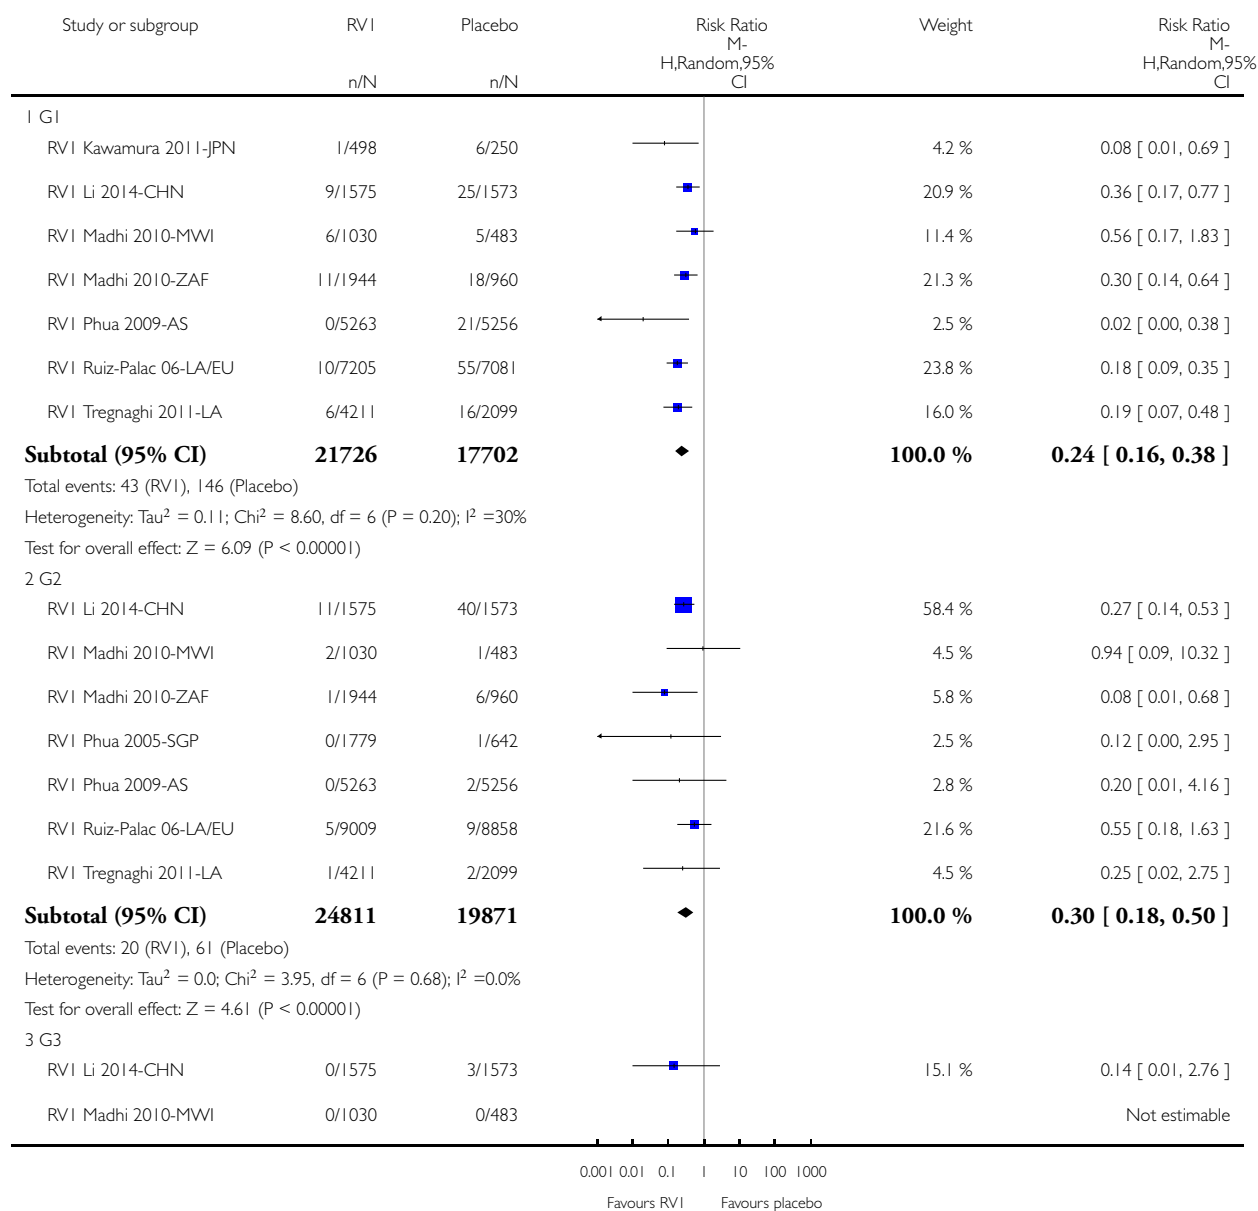 Study or subgroup RV1 Placebo Risk Ratio Weight Risk Ratio
M- M-
H,Random,95% H,Random,95%
n/N n/N CI CI
1 G1
RV1 Kawamura 2011-JPN 1/498 6/250 4.2 % 0.08 [ 0.01, 0.69 ]
RV1 Li 2014-CHN 9/1575 25/1573 20.9 % 0.36 [ 0.17, 0.77 ]
RV1 Madhi 2010-MWI 6/1030 5/483 11.4 % 0.56 [ 0.17, 1.83 ]
RV1 Madhi 2010-ZAF 11/1944 18/960 21.3 % 0.30 [ 0.14, 0.64 ]
RV1 Phua 2009-AS 0/5263 21/5256 2.5 % 0.02 [ 0.00, 0.38 ]
RV1 Ruiz-Palac 06-LA/EU 10/7205 55/7081 23.8 % 0.18 [ 0.09, 0.35 ]
RV1 Tregnaghi 2011-LA 6/4211 16/2099 16.0 % 0.19 [ 0.07, 0.48 ]
Subtotal (95% CI) 21726 17702 100.0 % 0.24 [ 0.16, 0.38 ]
Total events: 43 (RV1), 146 (Placebo)
Heterogeneity: Tau² = 0.11; Chi² = 8.60, df = 6 (P = 0.20); I² =30%
Test for overall effect: Z = 6.09 (P < 0.00001)
2 G2
RV1 Li 2014-CHN 11/1575 40/1573 58.4 % 0.27 [ 0.14, 0.53 ]
RV1 Madhi 2010-MWI 2/1030 1/483 4.5 % 0.94 [ 0.09, 10.32 ]
RV1 Madhi 2010-ZAF 1/1944 6/960 5.8 % 0.08 [ 0.01, 0.68 ]
RV1 Phua 2005-SGP 0/1779 1/642 2.5 % 0.12 [ 0.00, 2.95 ]
RV1 Phua 2009-AS 0/5263 2/5256 2.8 % 0.20 [ 0.01, 4.16 ]
RV1 Ruiz-Palac 06-LA/EU 5/9009 9/8858 21.6 % 0.55 [ 0.18, 1.63 ]
RV1 Tregnaghi 2011-LA 1/4211 2/2099 4.5 % 0.25 [ 0.02, 2.75 ]
Subtotal (95% CI) 24811 19871 100.0 % 0.30 [ 0.18, 0.50 ]
Total events: 20 (RV1), 61 (Placebo)
Heterogeneity: Tau² = 0.0; Chi² = 3.95, df = 6 (P = 0.68); I² =0.0%
Test for overall effect: Z = 4.61 (P < 0.00001)
3 G3
RV1 Li 2014-CHN 0/1575 3/1573 15.1 % 0.14 [ 0.01, 2.76 ]
RV1 Madhi 2010-MWI 0/1030 0/483 Not estimable
0.001 0.01 0.1 1 10 100 1000
Favours RV1 Favours placebo